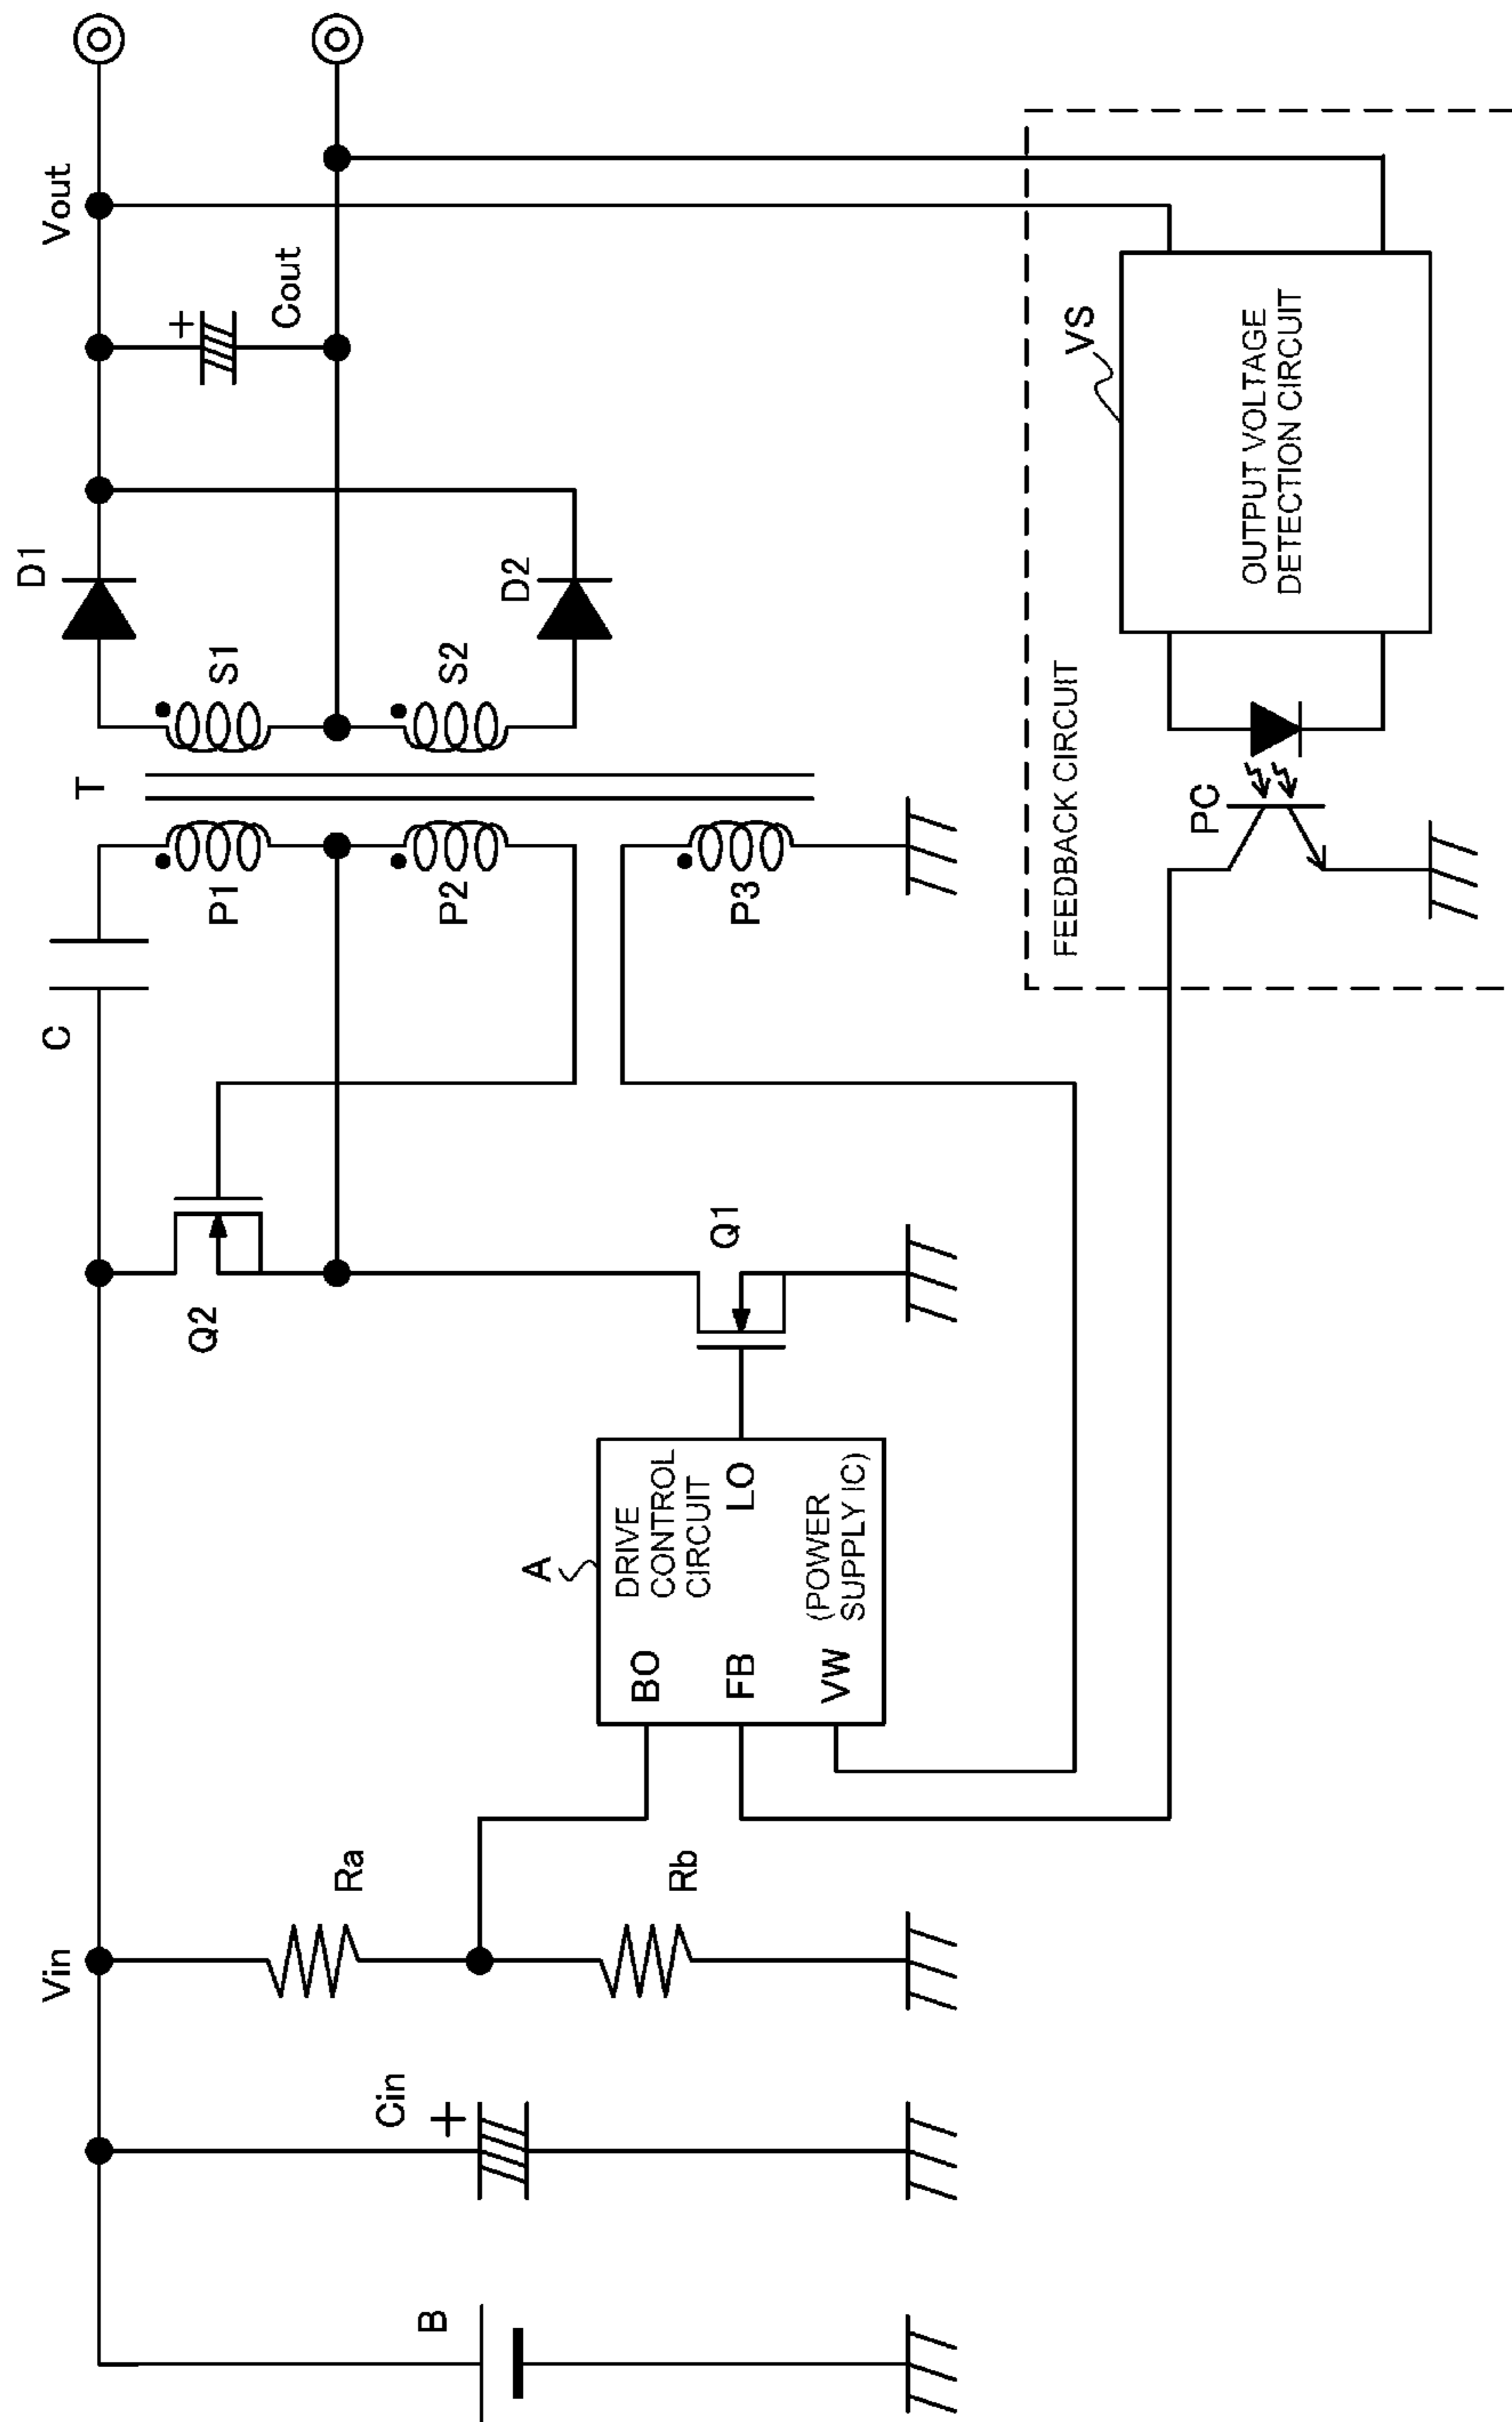 B
Cin
+
Vin
Ra
Rb
A
DRIVE
CONTROL
CIRCUIT
BO
FB
VW
LO
(POWER
SUPPLY IC)
Q2
Q1
C
T
P1
P2
P3
S1
S2
D1
D2
+
Cout
Vout
FEEDBACK CIRCUIT
PC
VS
OUTPUT VOLTAGE
DETECTION CIRCUIT